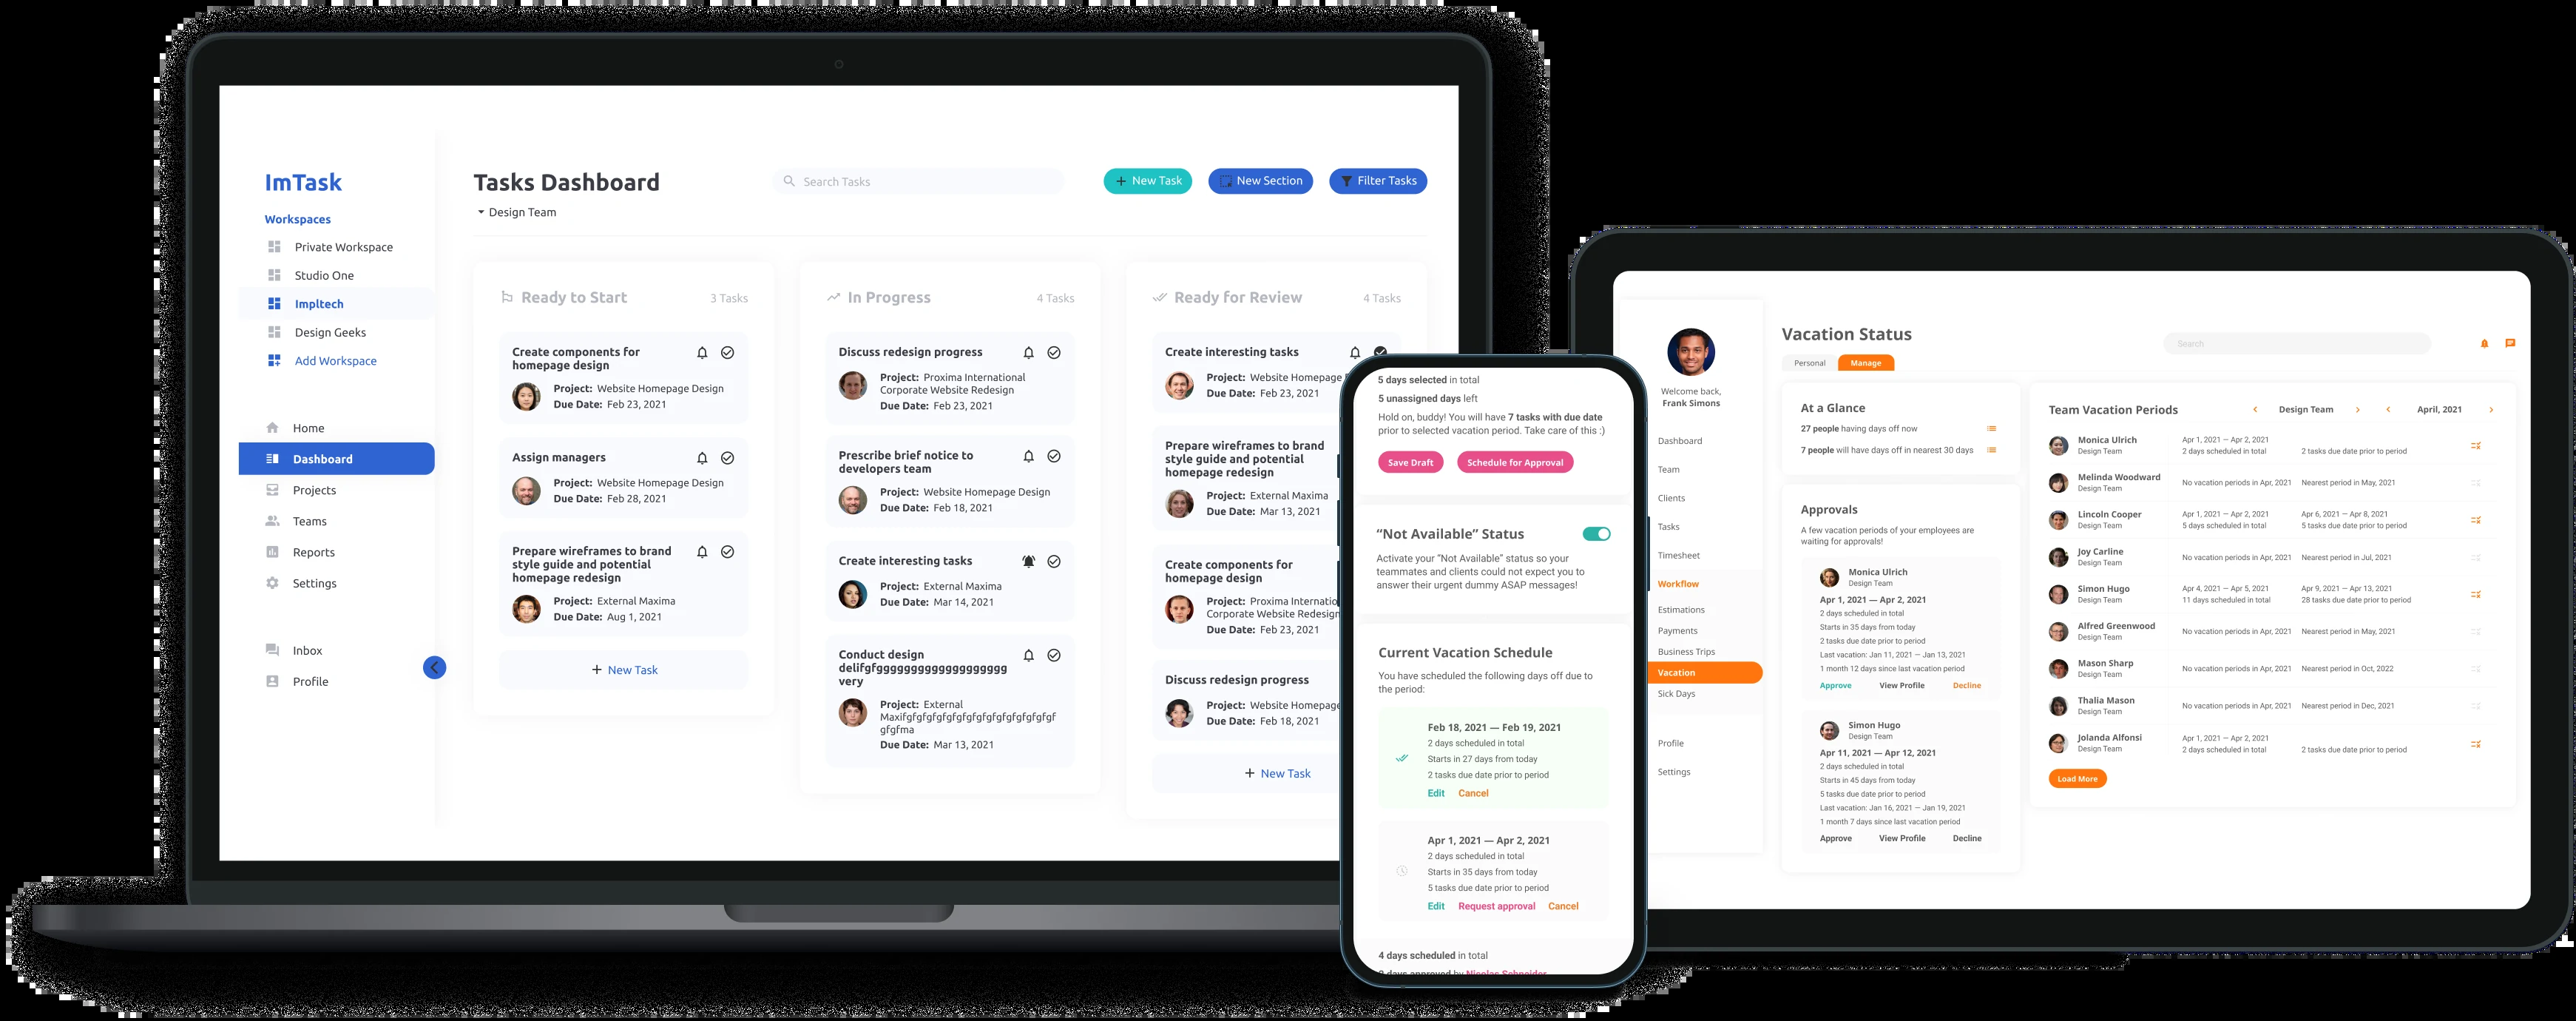 ImTask
Workspaces
Private Workspace
Studio One
Impltech
Design Geeks
Add Workspace
Home
Dashboard
Projects
Teams
Reports
Settings
Inbox
Profile
Tasks Dashboard
Design Team
Search Tasks
+ New Task
New Section
Filter Tasks
Ready to Start
3 Tasks
Create components for
homepage design
Project: Website Homepage Design
Due Date: Feb 23, 2021
Assign managers
Project: Website Homepage Design
Due Date: Feb 28, 2021
Prepare wireframes to brand
style guide and potential
homepage redesign
Project: External Maxima
Due Date: Aug 1, 2021
+ New Task
In Progress
4 Tasks
Discuss redesign progress
Project: Proxima International
Corporate Website Redesign
Due Date: Feb 23, 2021
Prescribe brief notice to
developers team
Project: Website Homepage Design
Due Date: Feb 18, 2021
Create interesting tasks
Project: External Maxima
Due Date: Mar 14, 2021
Conduct design
delifgfggggggggggggggggggg
very
Project: External
Maxifgfgfgfgfgfgfgfgfgfgfgfgfgfgf
gfgfma
Due Date: Mar 13, 2021
Ready for Review
4 Tasks
Create interesting tasks
Project: Website Homepage
Due Date: Feb 23, 2021
Prepare wireframes to brand
style guide and potential
homepage redesign
Project: External Maxima
Due Date: Mar 13, 2021
Create components for
homepage design
Project: Proxima Internatio
Corporate Website Redesign
Due Date: Feb 23, 2021
Discuss redesign progress
Project: Website Homepage
Due Date: Feb 18, 2021
+ New Task
5 days selected in total
5 unassigned days left
Hold on, buddy! You will have 7 tasks with due date
prior to selected vacation period. Take care of this :)
Save Draft
Schedule for Approval
“Not Available” Status
Activate your “Not Available” status so your
teammates and clients could not expect you to
answer their urgent dummy ASAP messages!
Current Vacation Schedule
You have scheduled the following days off due to
the period:
Feb 18, 2021 — Feb 19, 2021
2 days scheduled in total
Starts in 27 days from today
2 tasks due date prior to period
Edit Cancel
Apr 1, 2021 — Apr 2, 2021
2 days scheduled in total
Starts in 35 days from today
5 tasks due date prior to period
Edit Request approval Cancel
4 days scheduled in total
days approved by Nicolas Schneider
Welcome back,
Frank Simons
Dashboard
Team
Clients
Tasks
Timesheet
Workflow
Estimations
Payments
Business Trips
Vacation
Sick Days
Profile
Settings
Vacation Status
Personal
Manage
Search
At a Glance
27 people having days off now
7 people will have days off in nearest 30 days
Approvals
A few vacation periods of your employees are
waiting for approvals!
Monica Ulrich
Design Team
Apr 1, 2021 — Apr 2, 2021
2 days scheduled in total
Starts in 35 days from today
2 tasks due date prior to period
Last vacation: Jan 11, 2021 — Jan 13, 2021
1 month 12 days since last vacation period
Approve View Profile Decline
Simon Hugo
Design Team
Apr 11, 2021 — Apr 12, 2021
2 days scheduled in total
Starts in 45 days from today
5 tasks due date prior to period
Last vacation: Jan 16, 2021 — Jan 19, 2021
1 month 7 days since last vacation period
Approve View Profile Decline
Team Vacation Periods
Design Team
April, 2021
Monica Ulrich
Design Team
Apr 1, 2021 — Apr 2, 2021
2 days scheduled in total
2 tasks due date prior to period
Melinda Woodward
Design Team
No vacation periods in Apr, 2021
Nearest period in May, 2021
Lincoln Cooper
Design Team
Apr 1, 2021 — Apr 2, 2021
5 days scheduled in total
Apr 6, 2021 — Apr 8, 2021
5 tasks due date prior to period
Joy Carline
Design Team
No vacation periods in Apr, 2021
Nearest period in Jul, 2021
Simon Hugo
Design Team
Apr 4, 2021 — Apr 5, 2021
11 days scheduled in total
Apr 9, 2021 — Apr 13, 2021
28 tasks due date prior to period
Alfred Greenwood
Design Team
No vacation periods in Apr, 2021
Nearest period in May, 2021
Mason Sharp
Design Team
No vacation periods in Apr, 2021
Nearest period in Oct, 2022
Thalia Mason
Design Team
No vacation periods in Apr, 2021
Nearest period in Dec, 2021
Jolanda Alfonsi
Design Team
Apr 1, 2021 — Apr 2, 2021
2 days scheduled in total
2 tasks due date prior to period
Load More